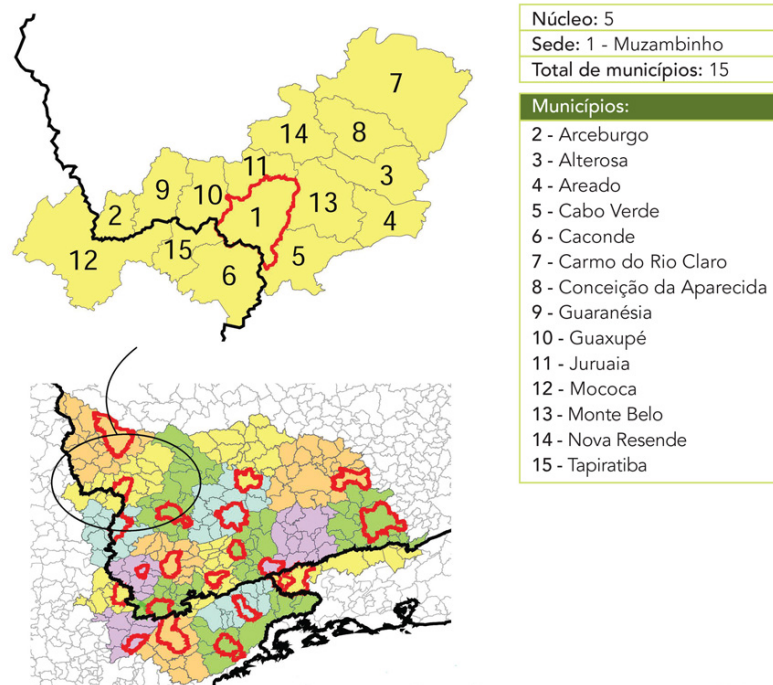 7
14
8
11
3
9
10
2
1
13
4
15
5
12
6
Núcleo: 5
Sede: 1 - Muzambinho
Total de municípios: 15
Municípios:
2 - Arceburgo
3 - Alterosa
4 - Areado
5 - Cabo Verde
6 - Caconde
7 - Carmo do Rio Claro
8 - Conceição da Aparecida
9 - Guaranésia
10 - Guaxupé
11 - Juruaia
12 - Mococa
13 - Monte Belo
14 - Nova Resende
15 - Tapiratiba